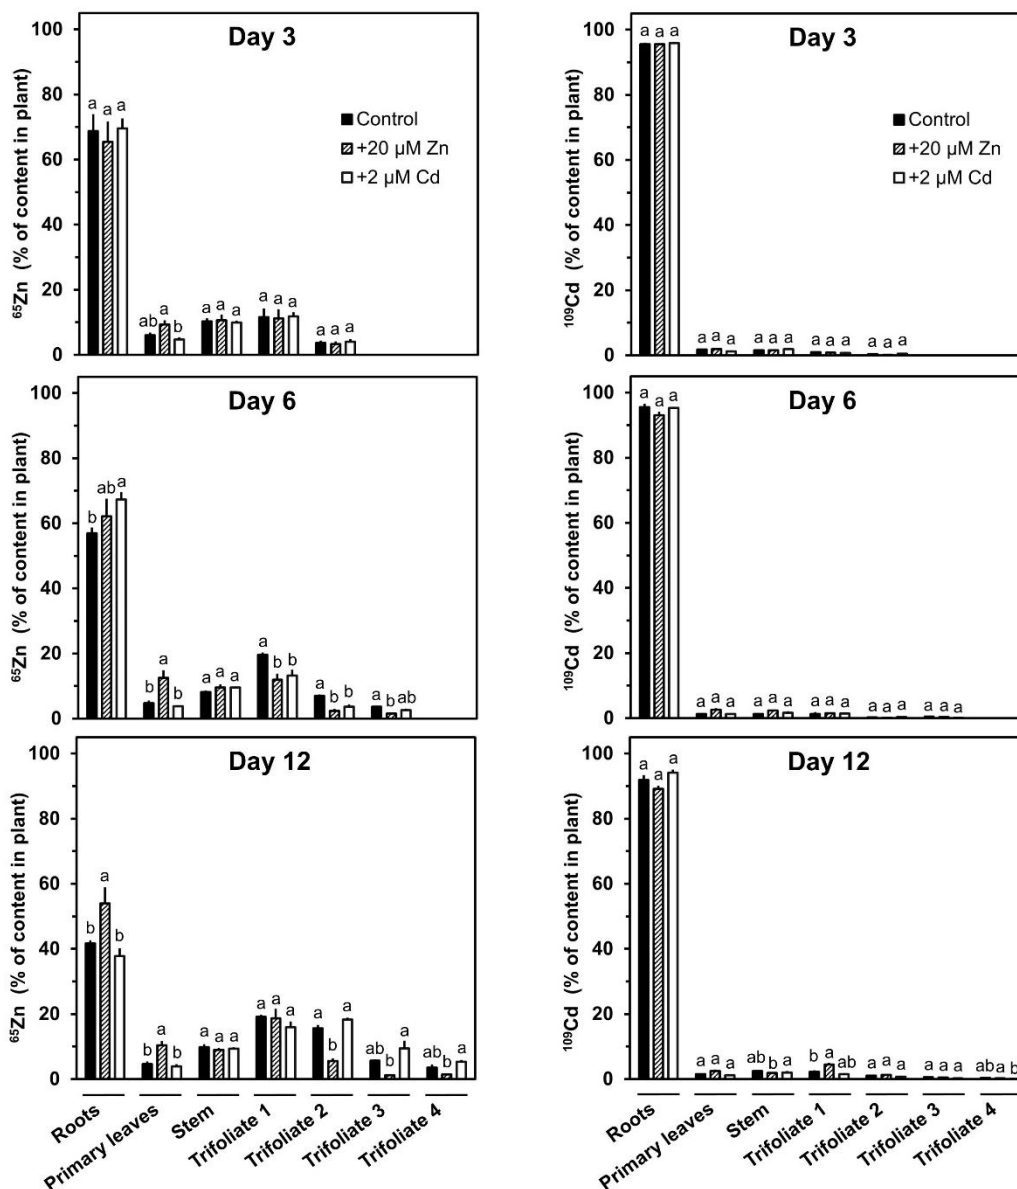 Day 3
100
80
60
40
20
0
65Zn (% of content in plant)
Control
+20 µM Zn
+2 µM Cd
a a a
ab a b
a a a
a a a
a a a
Day 3
100
80
60
40
20
0
109Cd (% of content in plant)
Control
+20 µM Zn
+2 µM Cd
a a a
a a a
a a a
a a a
a a a
Day 6
100
80
60
40
20
0
65Zn (% of content in plant)
b ab a
b a b
a a a
a b b
a b b
a b ab
Day 6
100
80
60
40
20
0
109Cd (% of content in plant)
a a a
a a a
a a a
a a a
a a a
a a a
Day 12
100
80
60
40
20
0
65Zn (% of content in plant)
b a b
b a b
a a a
a a a
a b a
ab b a
ab b a
Roots
Primary leaves
Stem
Trifoliate 1
Trifoliate 2
Trifoliate 3
Trifoliate 4
Day 12
100
80
60
40
20
0
109Cd (% of content in plant)
a a a
a a a
ab b a
b a ab
a a a
a a a
ab a b
Roots
Primary leaves
Stem
Trifoliate 1
Trifoliate 2
Trifoliate 3
Trifoliate 4